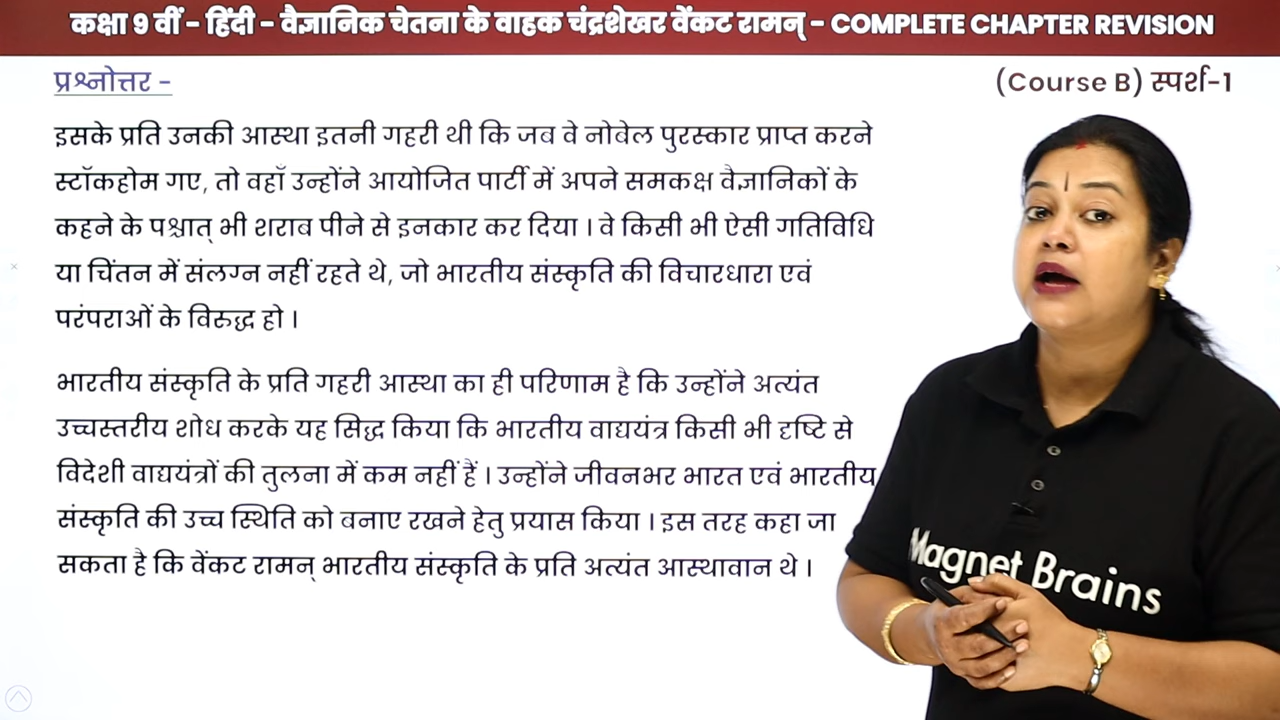 कक्षा 9 वीं – हिंदी – वैज्ञानिक चेतना के वाहक चंद्रशेखर वेंकट रामन् – COMPLETE CHAPTER REVISION
प्रश्नोत्तर –
(Course B) स्पर्श-1
इसके प्रति उनकी आस्था इतनी गहरी थी कि जब वे नोबेल पुरस्कार प्राप्त करने
स्टॉकहोम गए, तो वहाँ उन्होंने आयोजित पार्टी में अपने समकक्ष वैज्ञानिकों के
कहने के पश्चात् भी शराब पीने से इनकार कर दिया । वे किसी भी ऐसी गतिविधि
या चिंतन में संलग्न नहीं रहते थे, जो भारतीय संस्कृति की विचारधारा एवं
परंपराओं के विरुद्ध हो ।
भारतीय संस्कृति के प्रति गहरी आस्था का ही परिणाम है कि उन्होंने अत्यंत
उच्चस्तरीय शोध करके यह सिद्ध किया कि भारतीय वाद्ययंत्र किसी भी दृष्टि से
विदेशी वाद्ययंत्रों की तुलना में कम नहीं हैं । उन्होंने जीवनभर भारत एवं भारतीय
संस्कृति की उच्च स्थिति को बनाए रखने हेतु प्रयास किया । इस तरह कहा जा
सकता है कि वेंकट रामन् भारतीय संस्कृति के प्रति अत्यंत आस्थावान थे ।
Magnet Brains